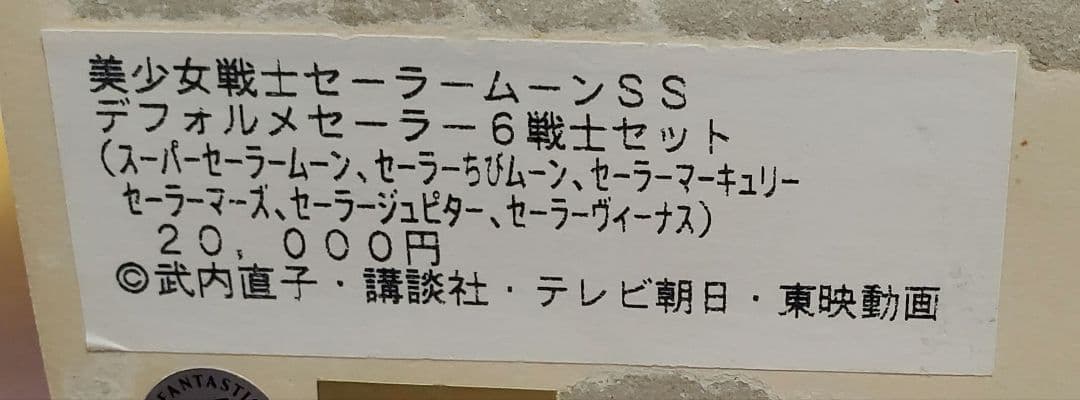 美少女戦士セーラームーンSS
デフォルメセーラー6戦士セット
(スーパーセーラームーン、セーラーちびムーン、セーラーマーキュリー
セーラーマーズ、セーラージュピター、セーラーヴィーナス)
20,000円
©武内直子・講談社・テレビ朝日・東映動画
FANTASTIC